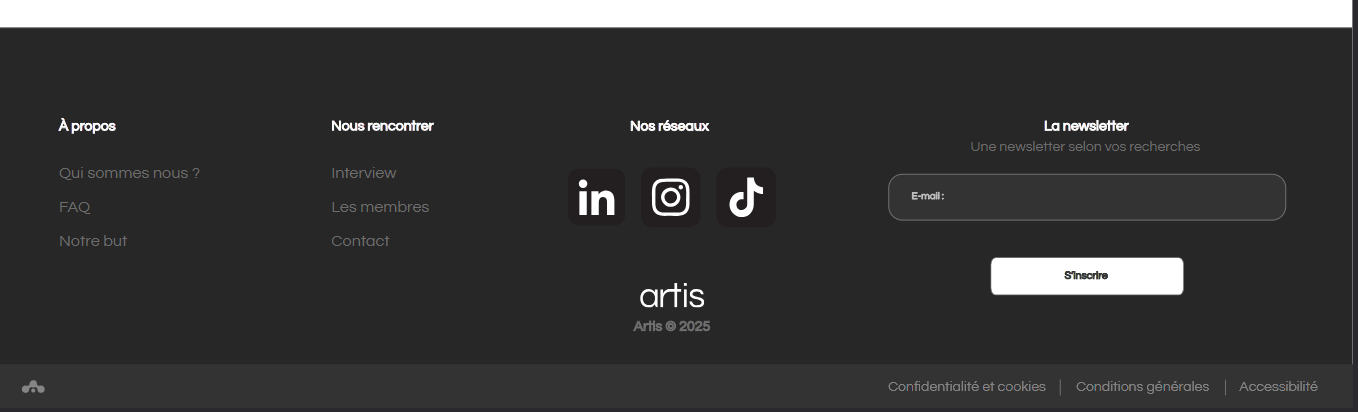 À propos
Qui sommes nous ?
FAQ
Notre but
Nous rencontrer
Interview
Les membres
Contact
Nos réseaux
in
artis
Artis © 2025
La newsletter
Une newsletter selon vos recherches
E-mail :
S'inscrire
Confidentialité et cookies | Conditions générales | Accessibilité